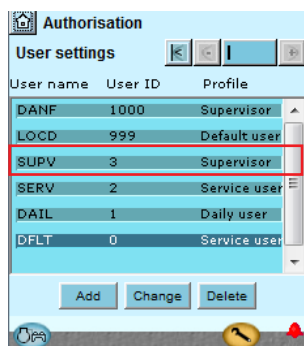 Authorisation
User settings
User name User ID Profile
DANF 1000 Supervisor
LOCD 999 Default user
SUPV 3 Supervisor
SERV 2 Service user
DAIL 1 Daily user
DFLT 0 Service user
Add Change Delete